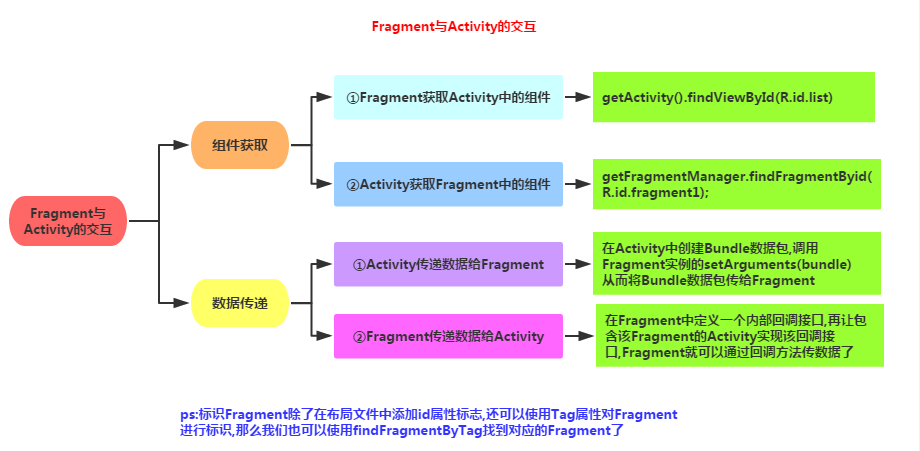 Fragment与Activity的交互
①Fragment获取Activity中的组件
getActivity().findViewById(R.id.list)
组件获取
②Activity获取Fragment中的组件
getFragmentManager.findFragmentByid(
R.id.fragment1);
Fragment与
Activity的交互
①Activity传递数据给Fragment
在Activity中创建Bundle数据包,调用
Fragment实例的setArguments(bundle)
从而将Bundle数据包传给Fragment
数据传递
②Fragment传递数据给Activity
在Fragment中定义一个内部回调接口,再让包
含该Fragment的Activity实现该回调接
口,Fragment就可以通过回调方法传数据了
ps:标识Fragment除了在布局文件中添加id属性标志,还可以使用Tag属性对Fragment
进行标识,那么我们也可以使用findFragmentByTag找到对应的Fragment了